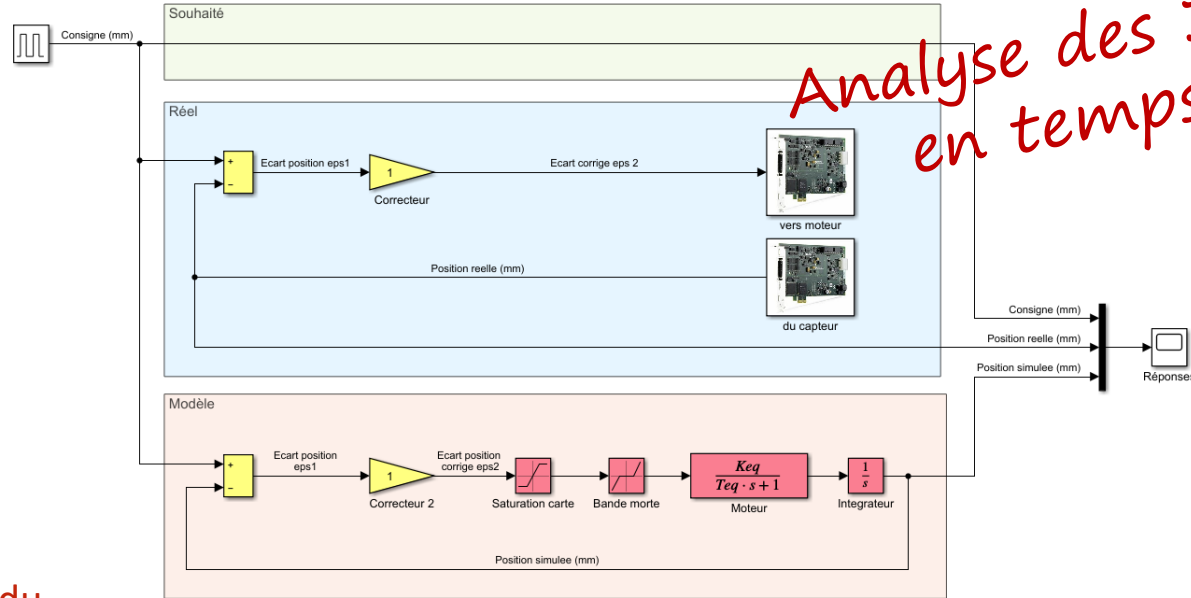 Souhaité
Consigne (mm)
Analyse des
en temps
Réel
+
−
Ecart position eps1
1
Correcteur
Ecart corrige eps 2
vers moteur
Position reelle (mm)
du capteur
Consigne (mm)
Position reelle (mm)
Position simulee (mm)
Réponses
Modèle
+
−
Ecart position
eps1
1
Correcteur 2
Ecart position
corrige eps2
Saturation carte
Bande morte
Keq
Teq · s + 1
Moteur
1
s
Integrateur
Position simulee (mm)
du